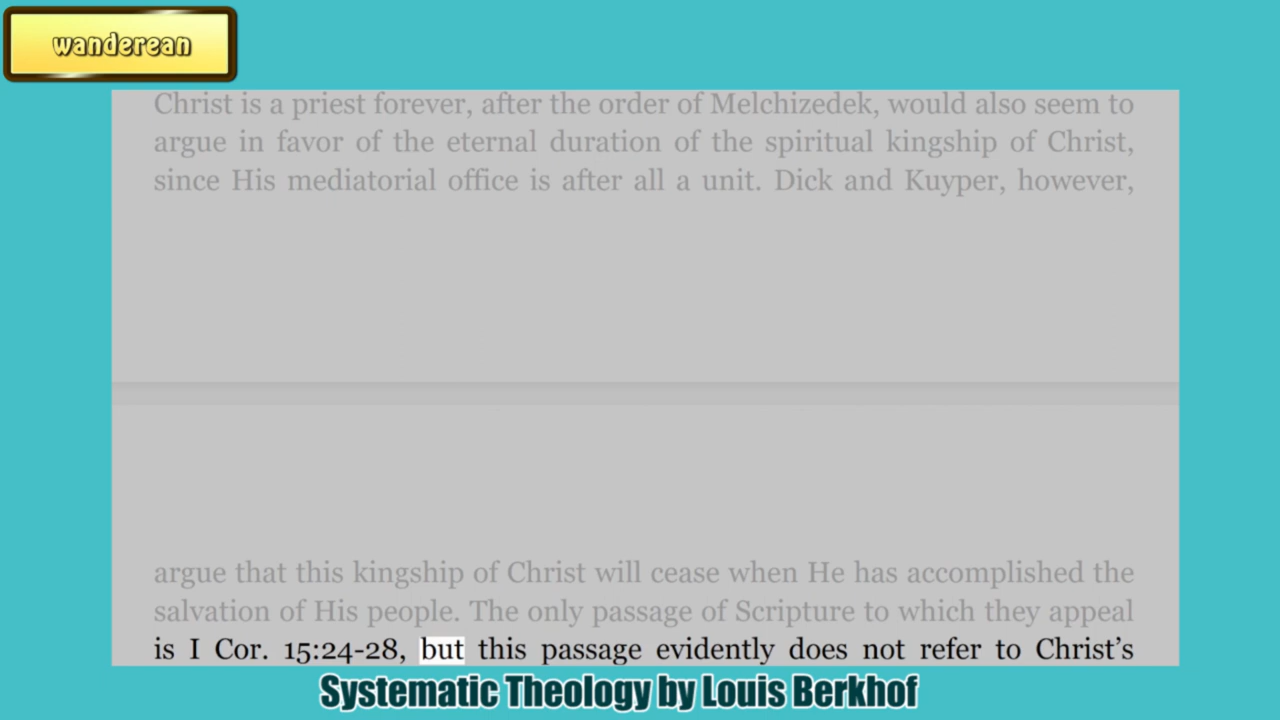 wanderean
Christ is a priest forever, after the order of Melchizedek, would also seem to
argue in favor of the eternal duration of the spiritual kingship of Christ,
since His mediatorial office is after all a unit. Dick and Kuyper, however,
argue that this kingship of Christ will cease when He has accomplished the
salvation of His people. The only passage of Scripture to which they appeal
is I Cor. 15:24-28, but this passage evidently does not refer to Christ’s
Systematic Theology by Louis Berkhof